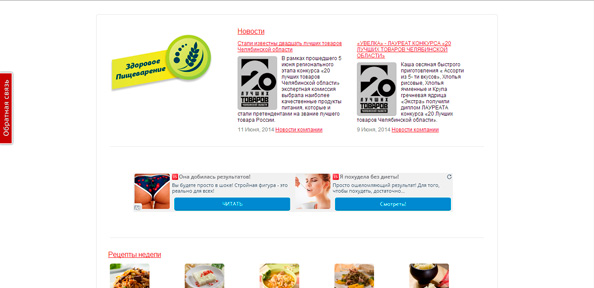 Обратная связь
Здоровое
Пищеварение
Новости
Стали известны двадцать лучших товаров
Челябинской области
20
ЛУЧШИХ
ТОВАРОВ
В рамках прошедшего 5
июня регионального
этапа конкурса «20
лучших товаров
Челябинской области»
экспертная комиссия
выбрала наиболее
качественные продукты
питания, которые и
стали претендентами на звание лучшего
товара России.
11 Июня, 2014 Новости компании
«УВЕЛКА» - ЛАУРЕАТ КОНКУРСА «20
ЛУЧШИХ ТОВАРОВ ЧЕЛЯБИНСКОЙ
ОБЛАСТИ»
20
ЛУЧШИХ
ТОВАРОВ
Каша овсяная быстрого
приготовления « Ассорти
из 5- ти вкусов», Хлопья
рисовые, Хлопья
ячменные и Крупа
гречневая ядрица
«Экстра» получили
диплом ЛАУРЕАТА
конкурса «20 Лучших
товаров Челябинской области».
9 Июня, 2014 Новости компании
Она добилась результатов!
Вы будете просто в шоке! Стройная фигура - это
реально для всех!
ЧИТАТЬ
Я похудела без диеты!
Просто ошеломляющий результат! Для того,
чтобы похудеть, достаточно...
Смотреть!
Рецепты недели